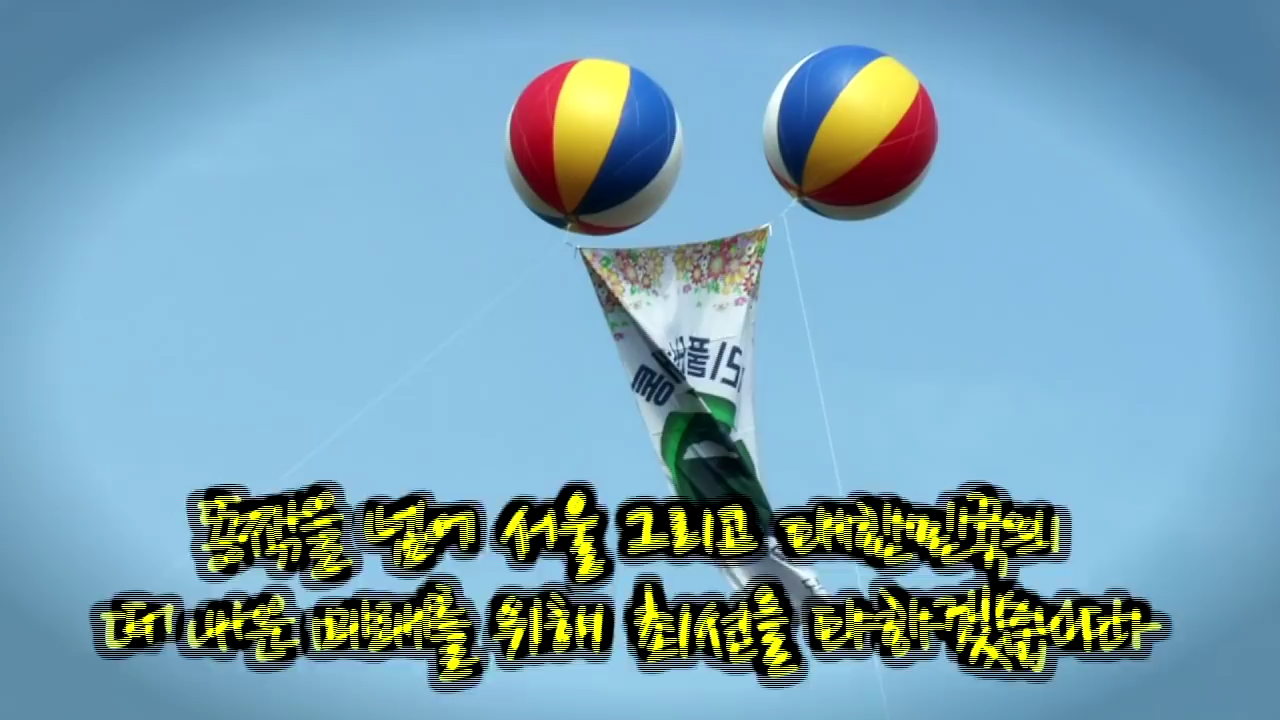 동작을 넘어 서울 그리고 대한민국의
더 나은 미래를 위해 최선을 다하겠습니다